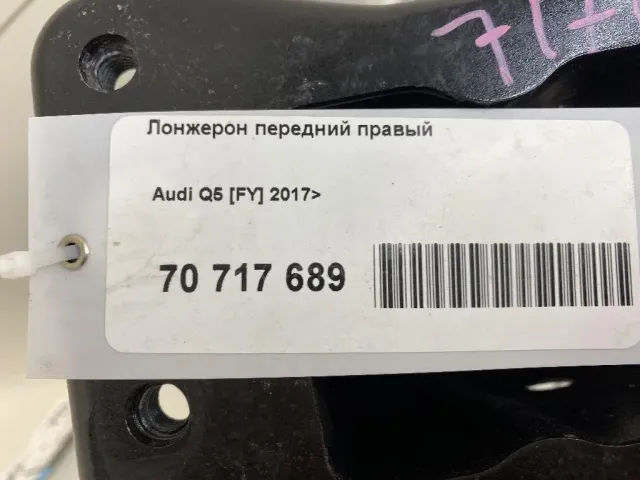 Лонжерон передний правый
Audi Q5 [FY] 2017>
70 717 689